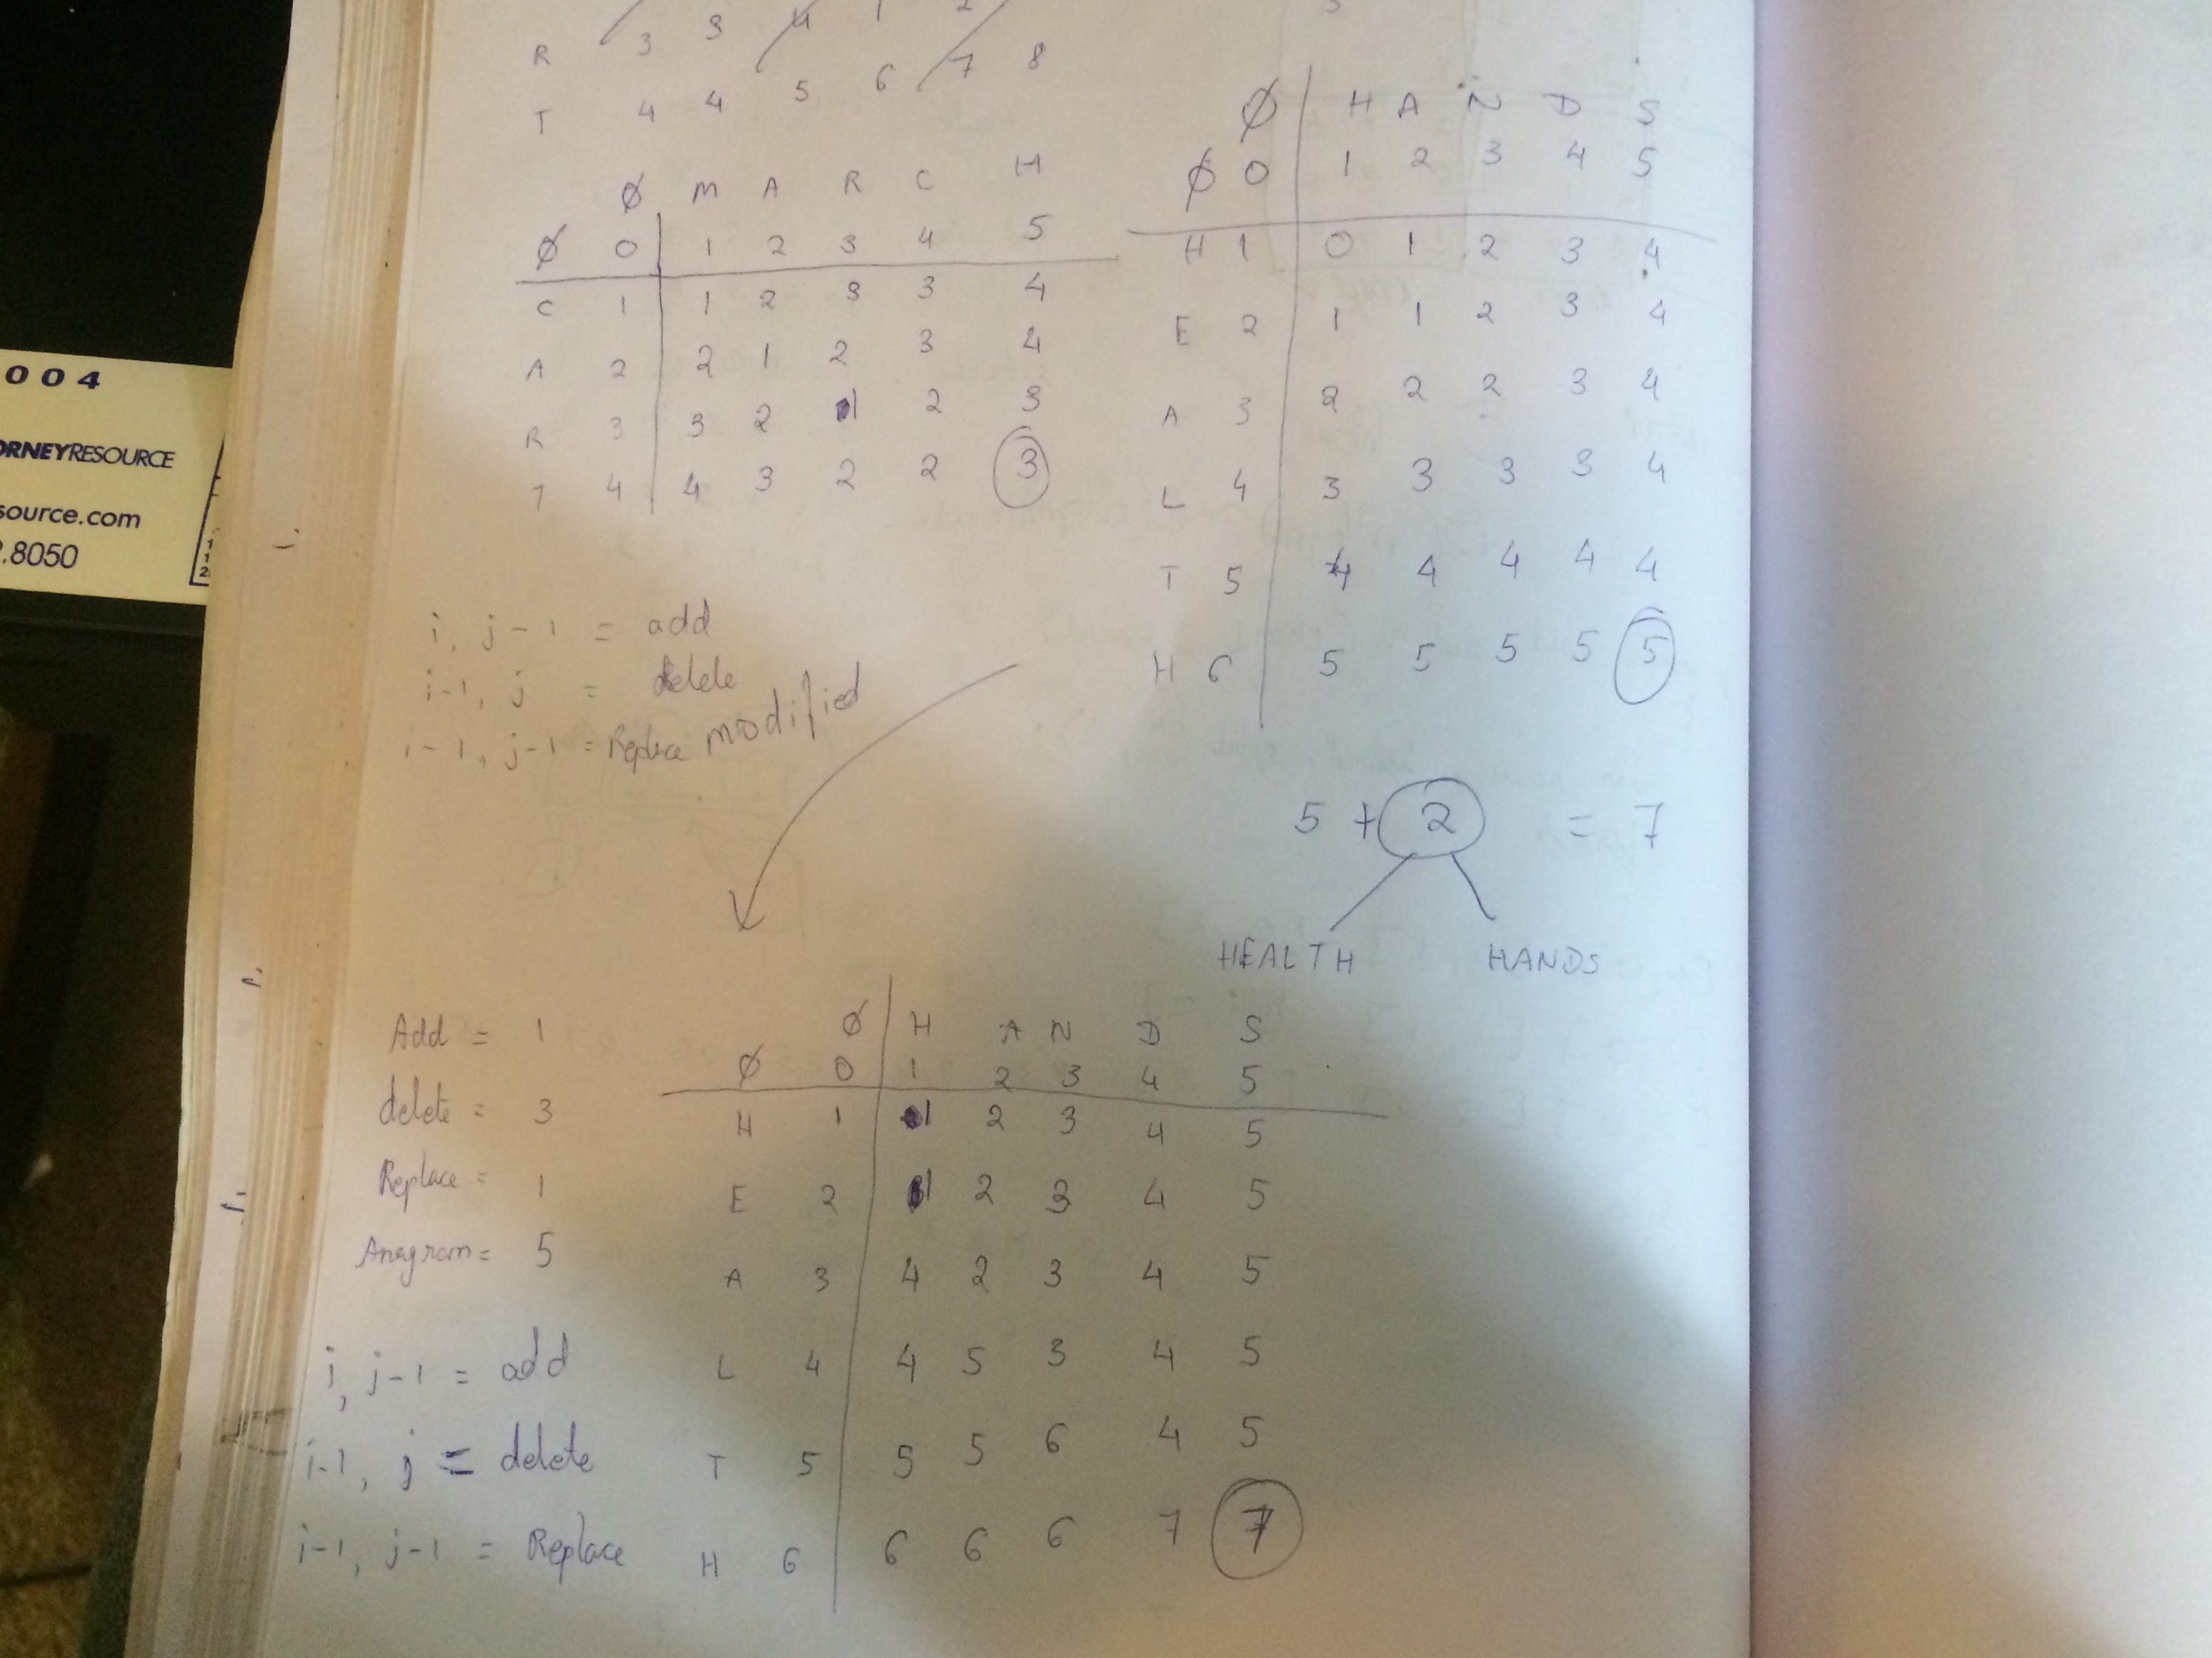 R 3 3 4 1 2
T 4 4 5 6 7 8
∅ M A R C H
∅ 0 1 2 3 4 5
C 1 1 2 3 3 4
A 2 2 1 2 3 4
R 3 3 2 1 2 3
T 4 4 3 2 2 3
∅ H A N D S
∅ 0 1 2 3 4 5
H 1 0 1 2 3 4
E 2 1 1 2 3 4
A 3 2 2 2 3 4
L 4 3 3 3 3 4
T 5 4 4 4 4 4
H 6 5 5 5 5 5
004
ORNEYRESOURCE
source.com
.8050
i, j-1 = add
i-1, j = delete
i-1, j-1 = Replace modified
5 + 2 = 7
HEALTH HANDS
Add = 1
delete = 3
Replace = 1
Anagram = 5
∅ H A N D S
∅ 0 1 2 3 4 5
H 1 1 2 3 4 5
E 2 1 2 3 4 5
A 3 4 2 3 4 5
L 4 4 5 3 4 5
T 5 5 5 6 4 5
H 6 6 6 6 7 7
i, j-1 = add
i-1, j = delete
i-1, j-1 = Replace